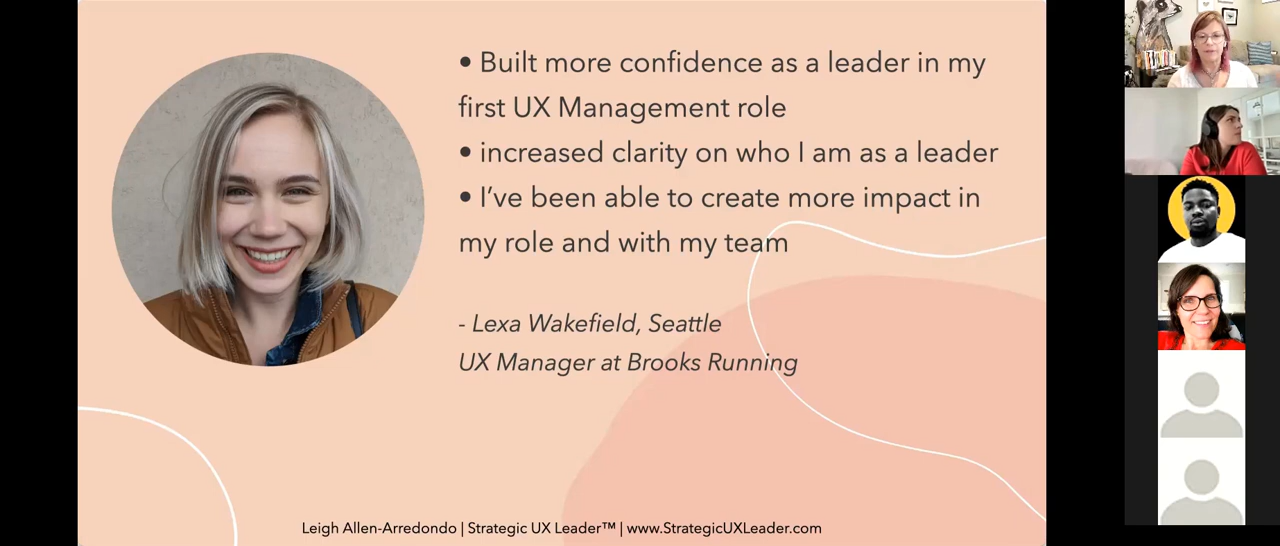 • Built more confidence as a leader in my
first UX Management role
• increased clarity on who I am as a leader
• I’ve been able to create more impact in
my role and with my team
- Lexa Wakefield, Seattle
UX Manager at Brooks Running
Leigh Allen-Arredondo | Strategic UX Leader™ | www.StrategicUXLeader.com